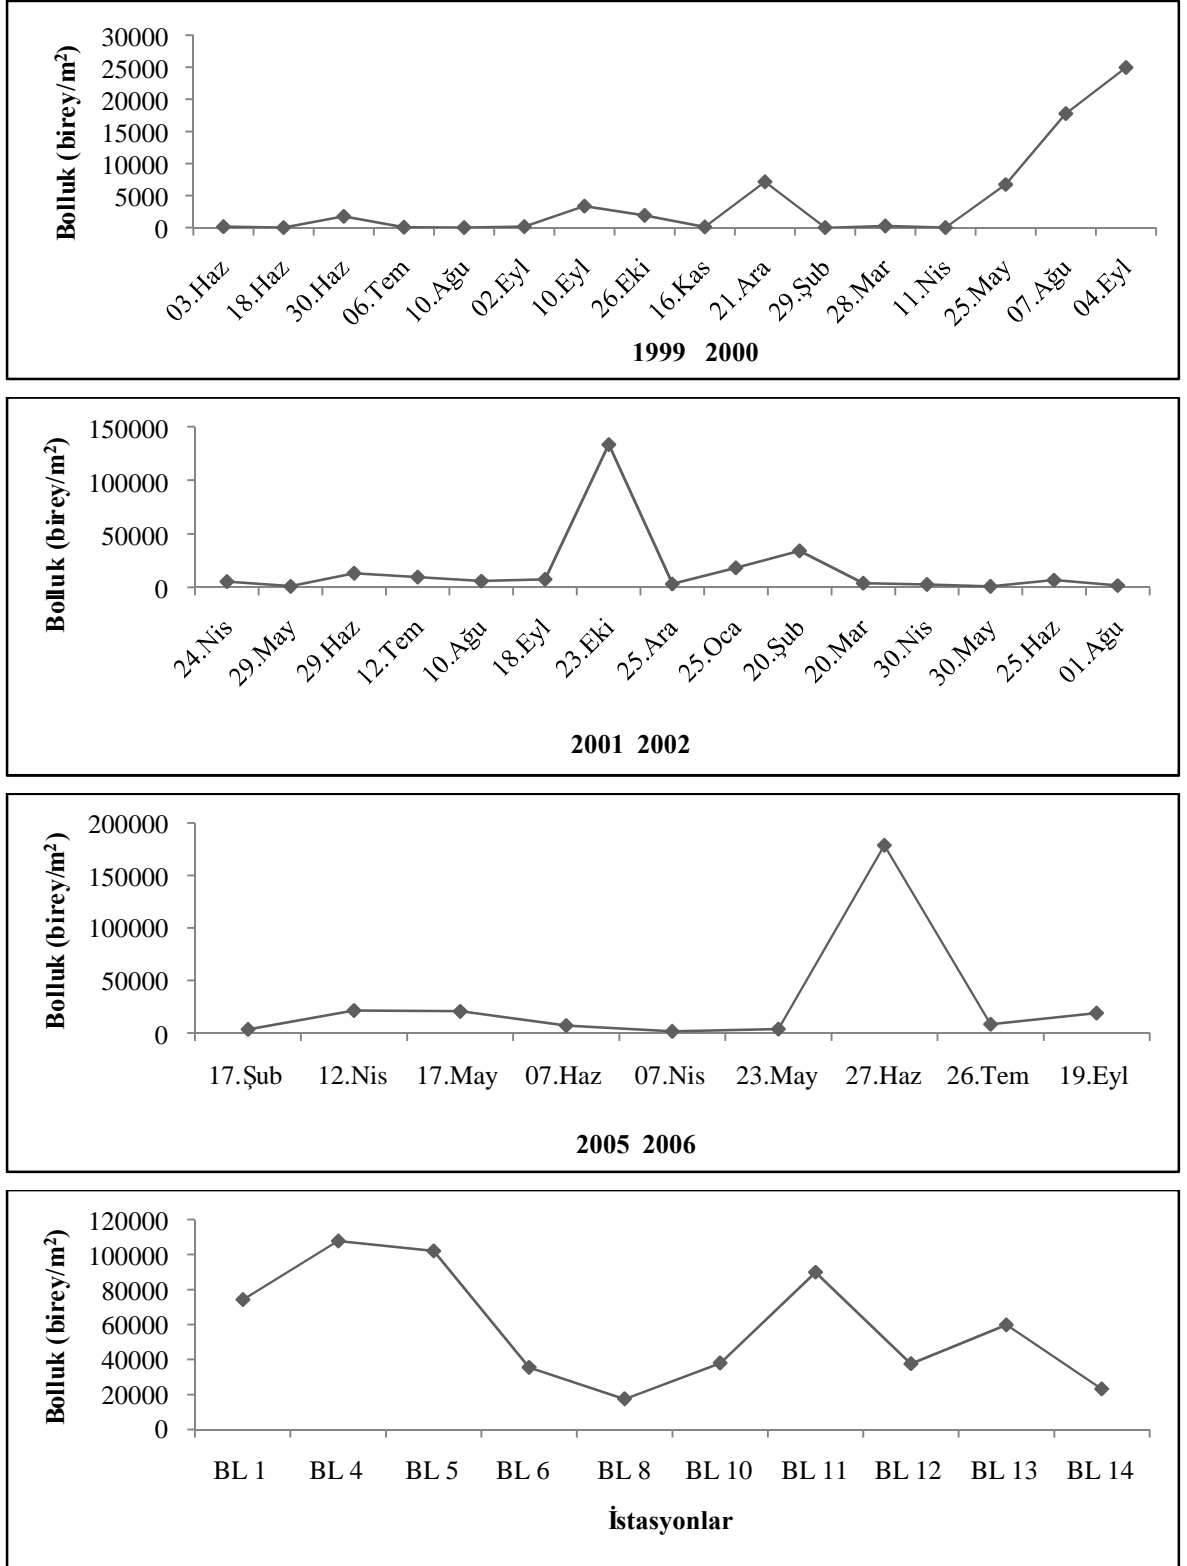 Bolluk (birey/m²)
30000
25000
20000
15000
10000
5000
0
03.Haz 18.Haz 30.Haz 06.Tem 10.Ağu 02.Eyl 10.Eyl 26.Eki 16.Kas 21.Ara 29.Şub 28.Mar 11.Nis 25.May 07.Ağu 04.Eyl
1999 2000
Bolluk (birey/m²)
150000
100000
50000
0
24.Nis 29.May 29.Haz 12.Tem 10.Ağu 18.Eyl 23.Eki 25.Ara 25.Oca 20.Şub 20.Mar 30.Nis 30.May 25.Haz 01.Ağu
2001 2002
Bolluk (birey/m²)
200000
150000
100000
50000
0
17.Şub 12.Nis 17.May 07.Haz 07.Nis 23.May 27.Haz 26.Tem 19.Eyl
2005 2006
Bolluk (birey/m²)
120000
100000
80000
60000
40000
20000
0
BL 1 BL 4 BL 5 BL 6 BL 8 BL 10 BL 11 BL 12 BL 13 BL 14
İstasyonlar